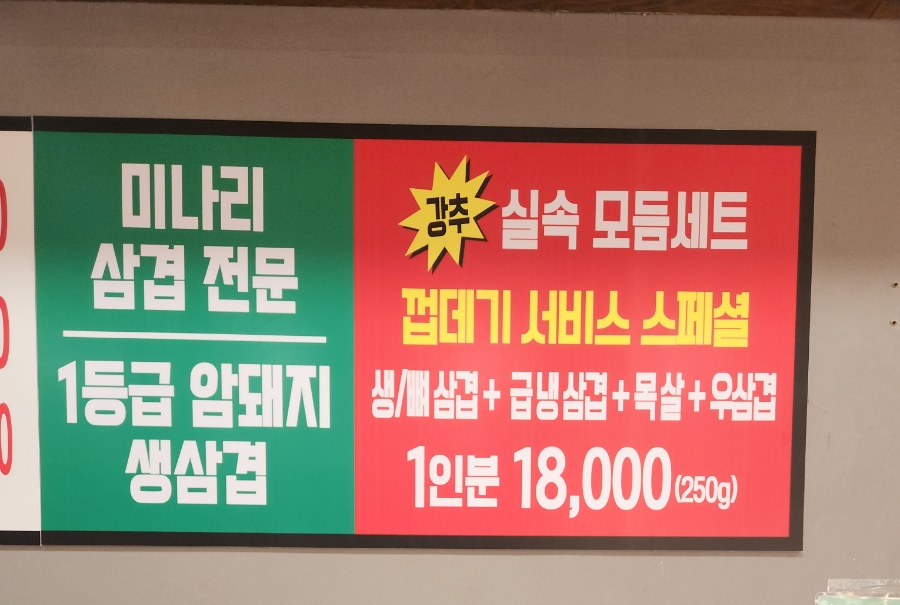 미나리
삼겹 전문
1등급 암돼지
생삼겹
강추 실속 모듬세트
껍데기 서비스 스페셜
생/뼈삼겹+급냉삼겹+목살+우삼겹
1인분 18,000(250g)